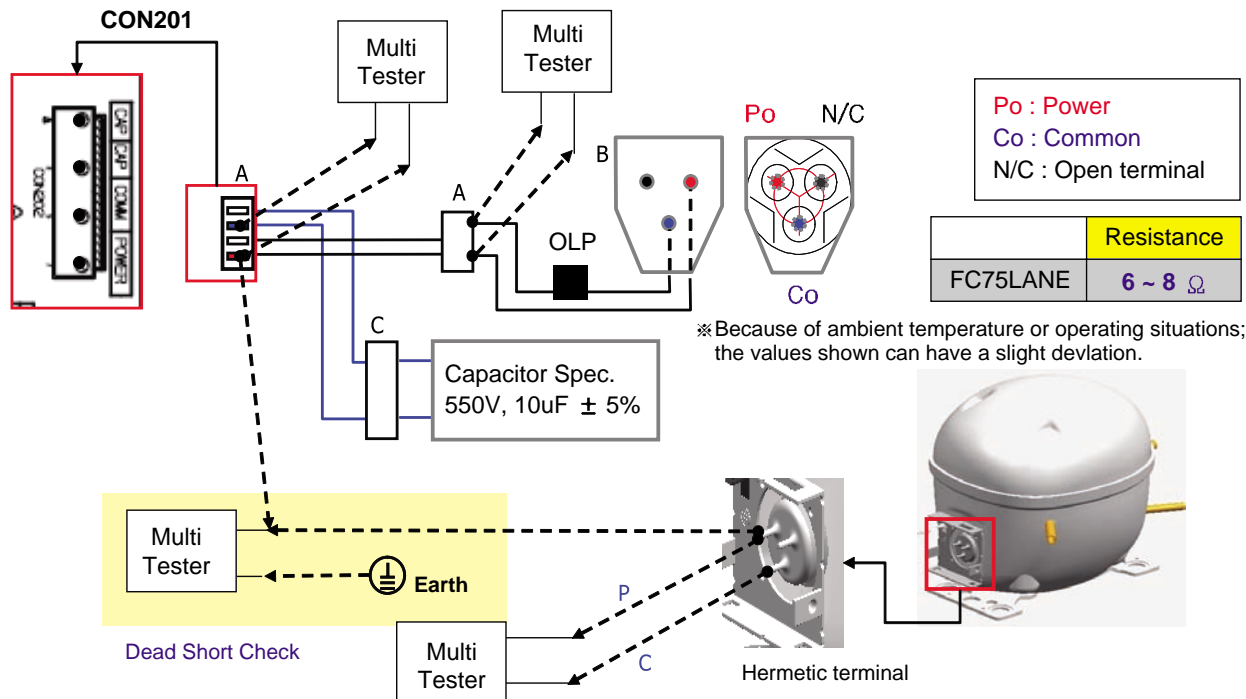 CON201
CAP
CAP
COMM
POWER
CON202
A
Multi
Tester
Multi
Tester
A
B
OLP
Po
N/C
Co
Po : Power
Co : Common
N/C : Open terminal
Resistance
FC75LANE
6 ~ 8 Ω
※Because of ambient temperature or operating situations;
the values shown can have a slight devlation.
C
Capacitor Spec.
550V, 10uF ± 5%
Multi
Tester
Earth
Dead Short Check
P
C
Multi
Tester
Hermetic terminal